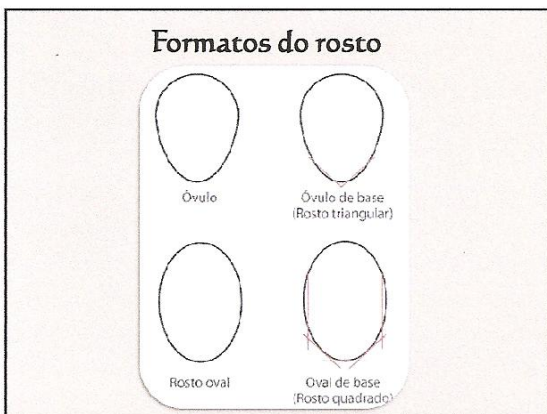 Formatos do rosto
Óvulo
Óvulo de base
(Rosto triangular)
Rosto oval
Oval de base
(Rosto quadrado)